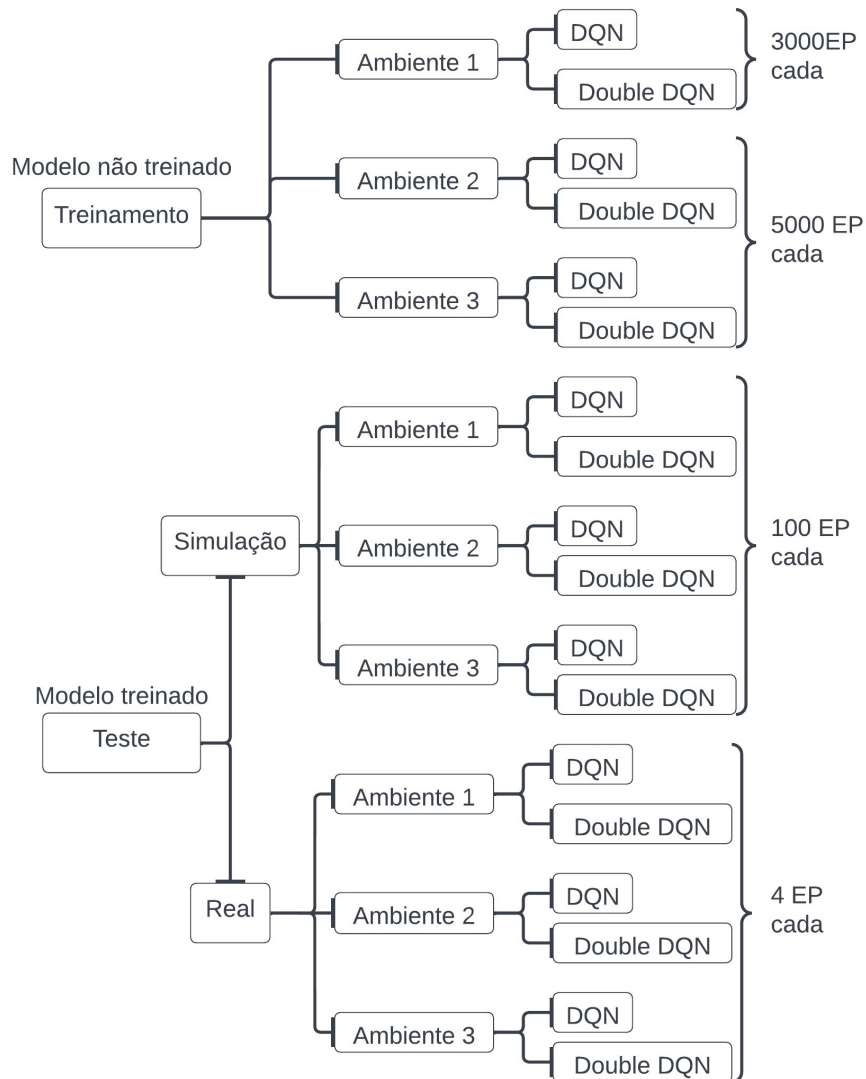 DQN
3000EP
cada
Ambiente 1
Double DQN
Modelo não treinado
DQN
Ambiente 2
Double DQN
Treinamento
5000 EP
cada
DQN
Ambiente 3
Double DQN
DQN
Ambiente 1
Double DQN
Simulação
DQN
100 EP
cada
Ambiente 2
Double DQN
DQN
Ambiente 3
Double DQN
Modelo treinado
Teste
DQN
Ambiente 1
Double DQN
Real
DQN
4 EP
cada
Ambiente 2
Double DQN
DQN
Ambiente 3
Double DQN